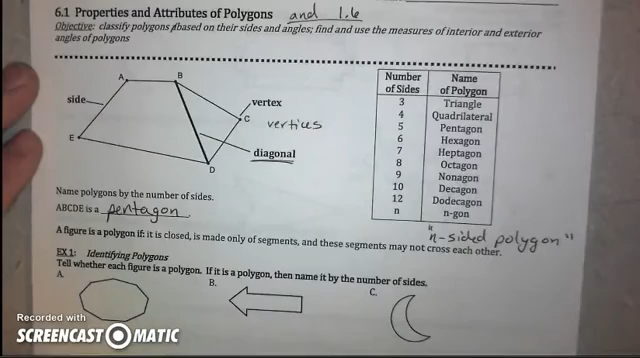 6.1 Properties and Attributes of Polygons and 1.6
Objective: classify polygons based on their sides and angles; find and use the measures of interior and exterior
angles of polygons
A
B
side
vertex
C
vertices
E
diagonal
D
Number of Sides Name of Polygon
3 Triangle
4 Quadrilateral
5 Pentagon
6 Hexagon
7 Heptagon
8 Octagon
9 Nonagon
10 Decagon
12 Dodecagon
n n-gon
"n-sided polygon"
Name polygons by the number of sides.
ABCDE is a pentagon
A figure is a polygon if: it is closed, is made only of segments, and these segments may not cross each other.
EX 1: Identifying Polygons
Tell whether each figure is a polygon. If it is a polygon, then name it by the number of sides.
A.
B.
C.
Recorded with
SCREENCAST MATIC